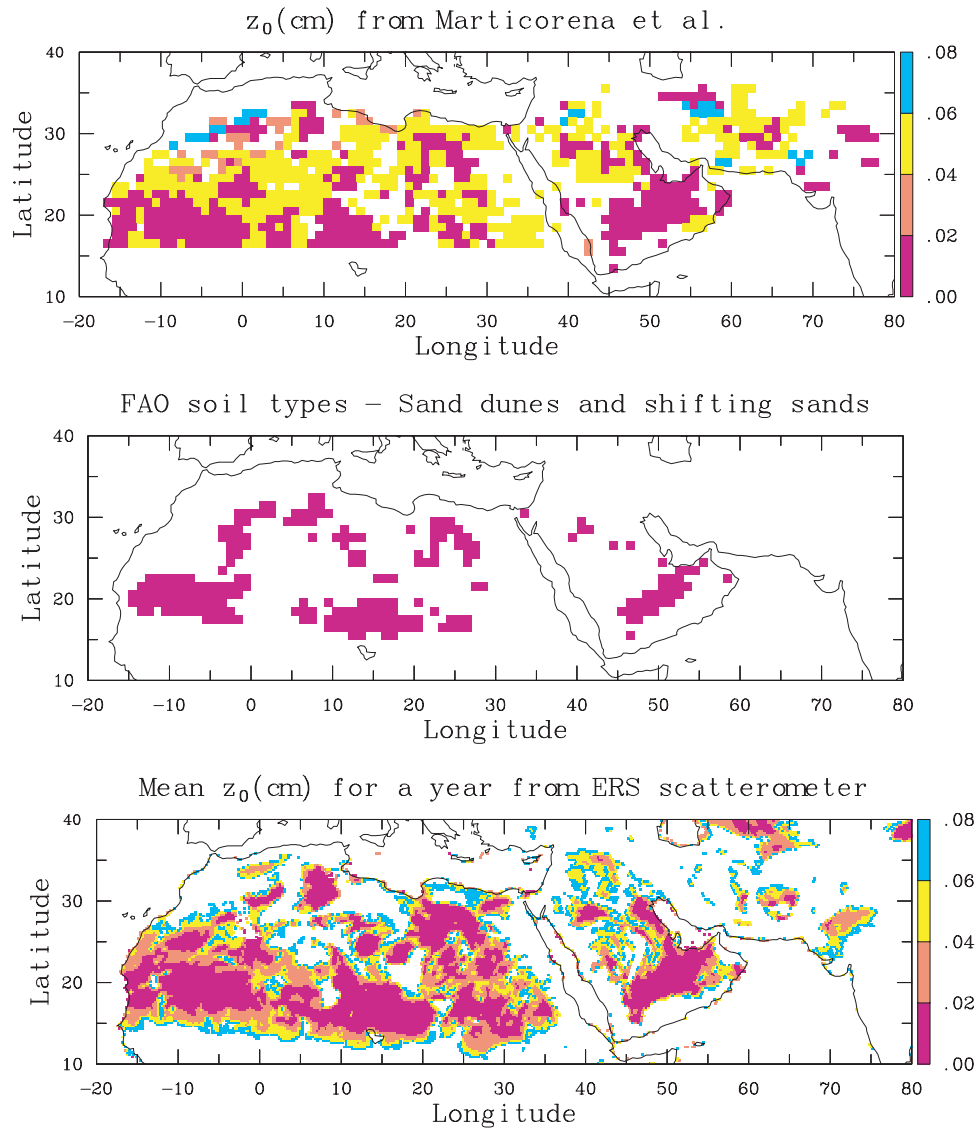 z₀(cm) from Marticorena et al.
40
30
20
10
Latitude
−20 −10 0 10 20 30 40 50 60 70 80
Longitude
.08
.06
.04
.02
.00
FAO soil types − Sand dunes and shifting sands
40
30
20
10
Latitude
−20 −10 0 10 20 30 40 50 60 70 80
Longitude
Mean z₀(cm) for a year from ERS scatterometer
40
30
20
10
Latitude
−20 −10 0 10 20 30 40 50 60 70 80
Longitude
.08
.06
.04
.02
.00